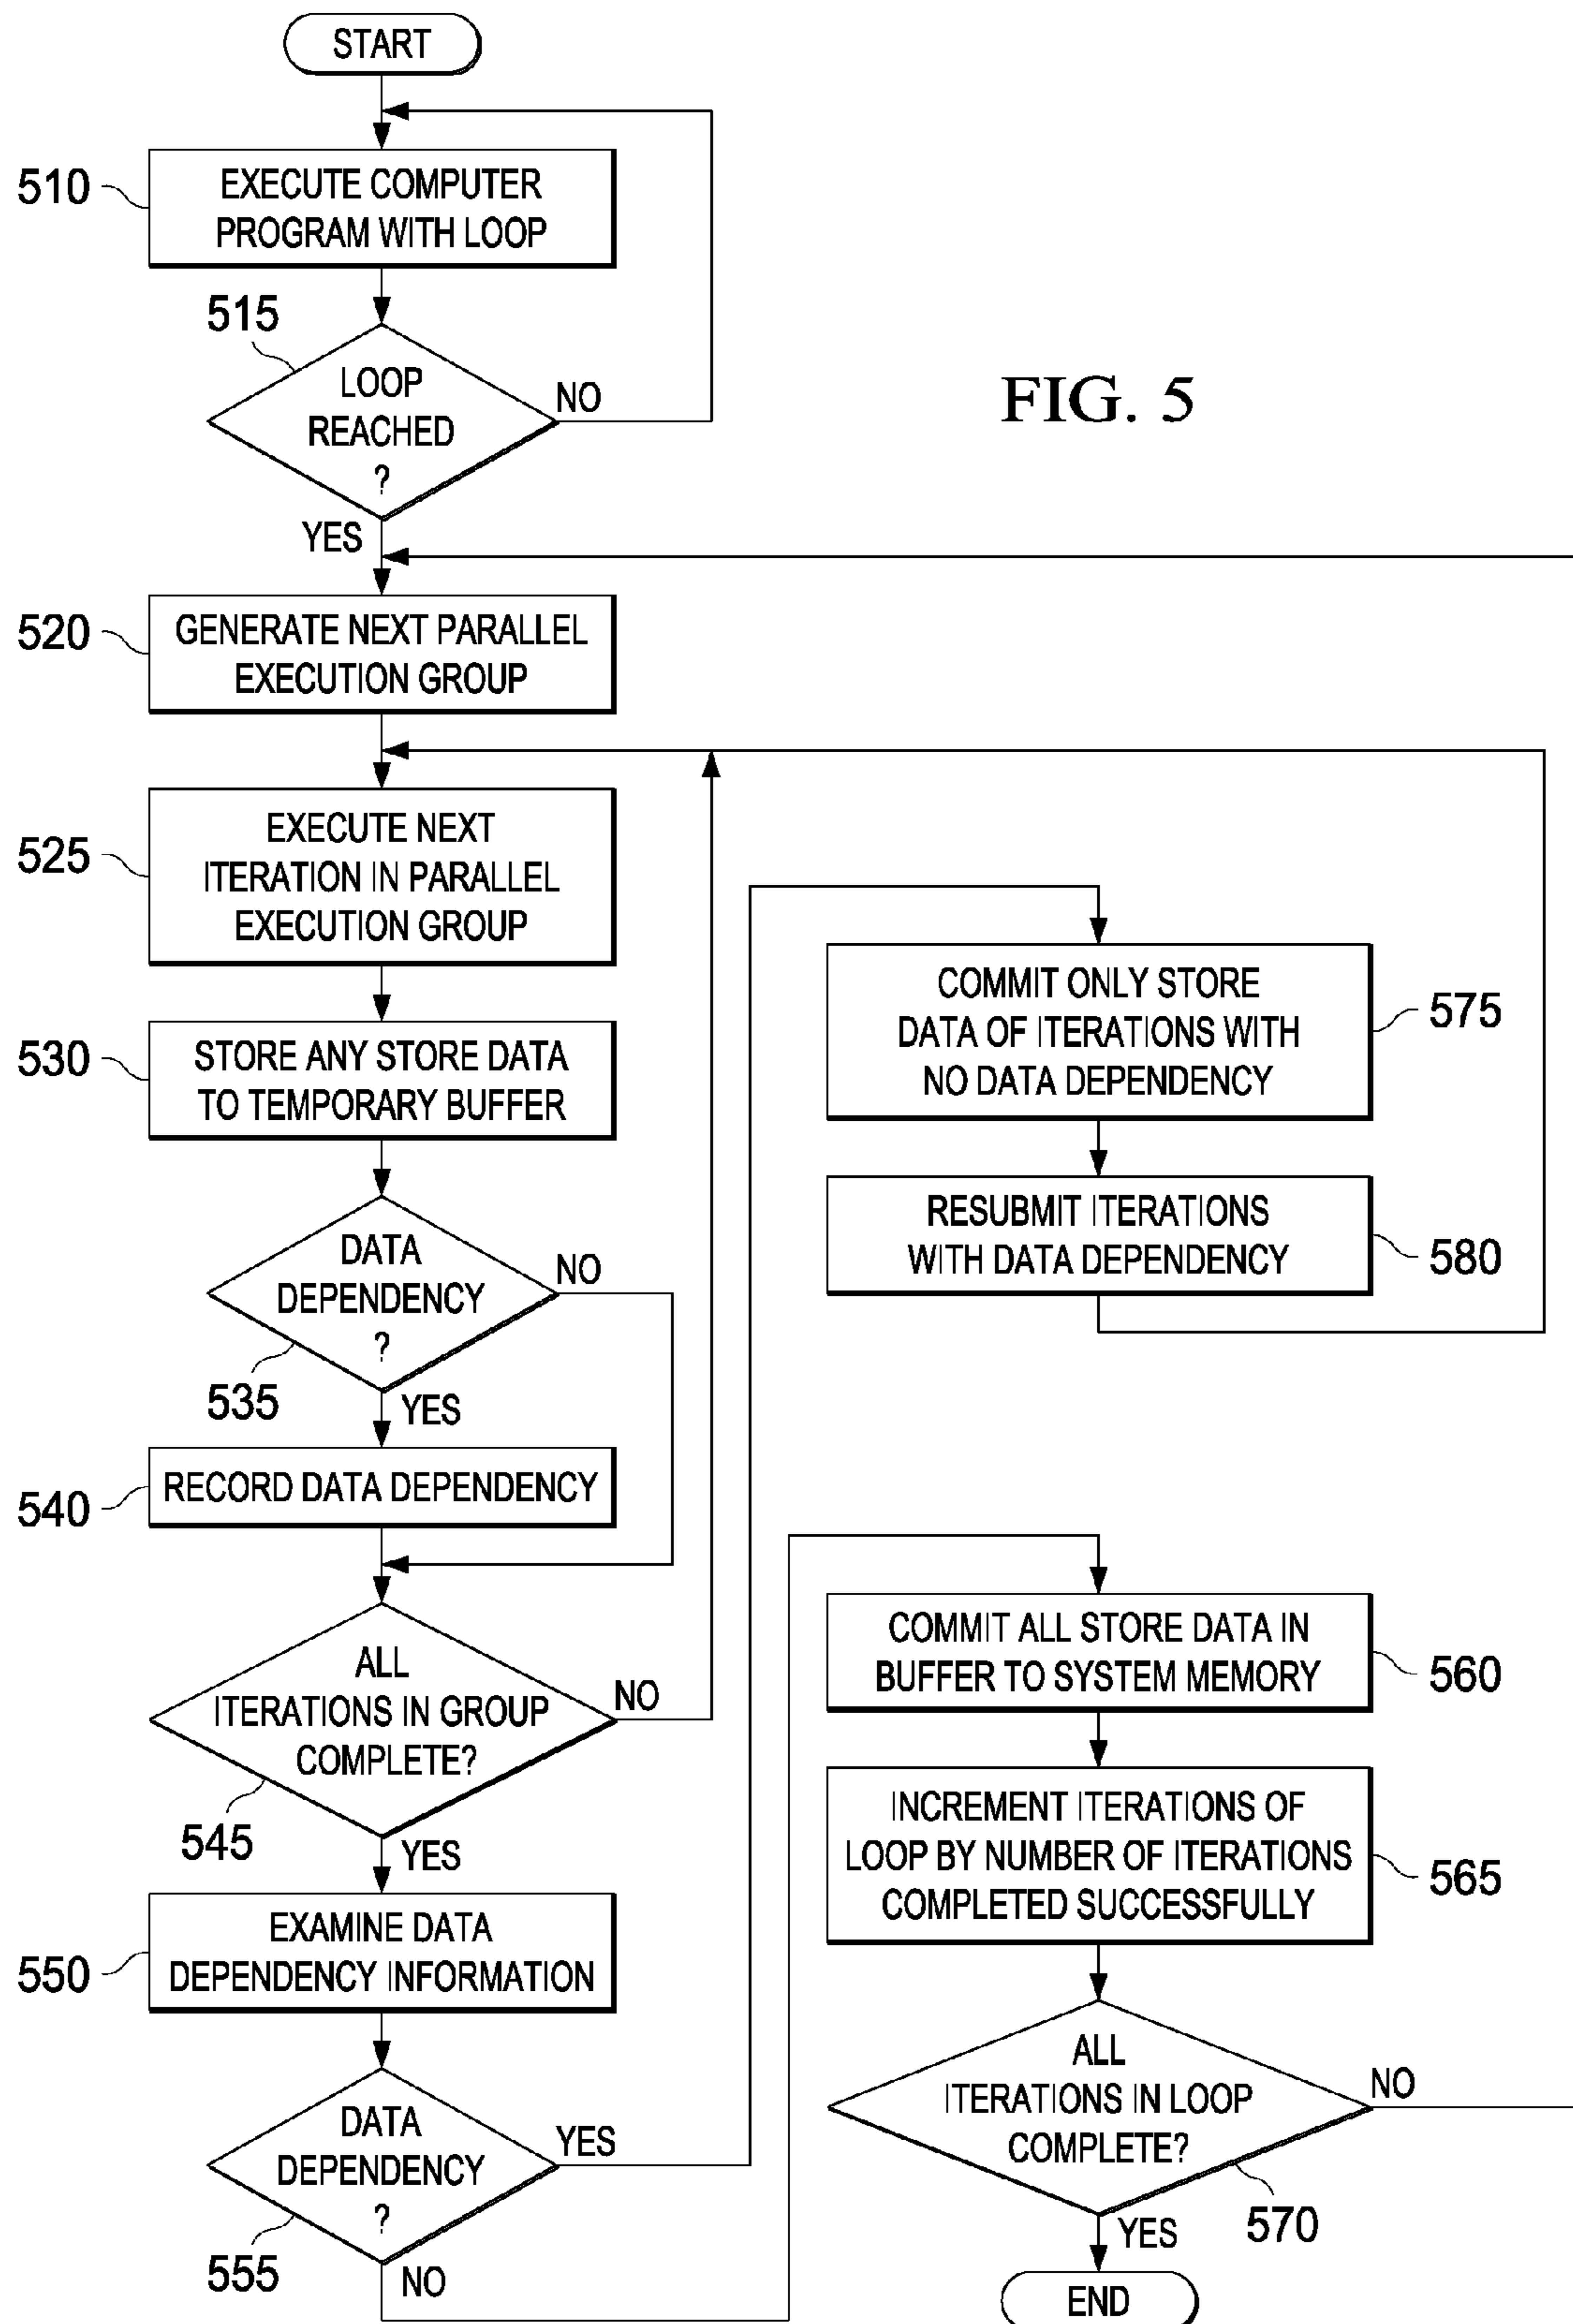 START
510
EXECUTE COMPUTER
PROGRAM WITH LOOP
515
LOOP
REACHED
?
NO
YES
FIG. 5
520
GENERATE NEXT PARALLEL
EXECUTION GROUP
525
EXECUTE NEXT
ITERATION IN PARALLEL
EXECUTION GROUP
530
STORE ANY STORE DATA
TO TEMPORARY BUFFER
DATA
DEPENDENCY
?
NO
535
YES
540
RECORD DATA DEPENDENCY
ALL
ITERATIONS IN GROUP
COMPLETE?
NO
545
YES
550
EXAMINE DATA
DEPENDENCY INFORMATION
DATA
DEPENDENCY
?
YES
555
NO
COMMIT ONLY STORE
DATA OF ITERATIONS WITH
NO DATA DEPENDENCY
575
RESUBMIT ITERATIONS
WITH DATA DEPENDENCY
580
COMMIT ALL STORE DATA IN
BUFFER TO SYSTEM MEMORY
560
INCREMENT ITERATIONS OF
LOOP BY NUMBER OF ITERATIONS
COMPLETED SUCCESSFULLY
565
ALL
ITERATIONS IN LOOP
COMPLETE?
NO
570
YES
END